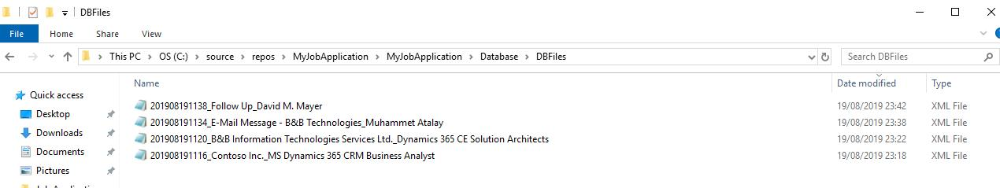 DBFiles
File Home Share View
This PC OS (C:) source repos MyJobApplication MyJobApplication Database DBFiles Search DBFiles
Name Date modified Type
Quick access
Desktop
Downloads
Documents
Pictures
201908191138_Follow Up_David M. Mayer 19/08/2019 23:42 XML File
201908191134_E-Mail Message - B&B Technologies_Muhammet Atalay 19/08/2019 23:38 XML File
201908191120_B&B Information Technologies Services Ltd._Dynamics 365 CE Solution Architects 19/08/2019 23:22 XML File
201908191116_Contoso Inc._MS Dynamics 365 CRM Business Analyst 19/08/2019 23:18 XML File